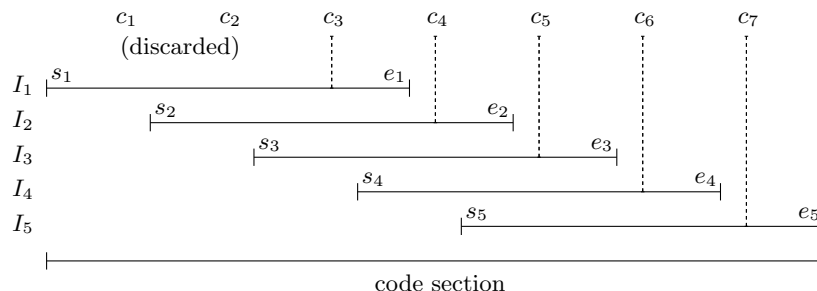 c₁ c₂ c₃ c₄ c₅ c₆ c₇
(discarded)
I₁ s₁ e₁
I₂ s₂ e₂
I₃ s₃ e₃
I₄ s₄ e₄
I₅ s₅ e₅
code section